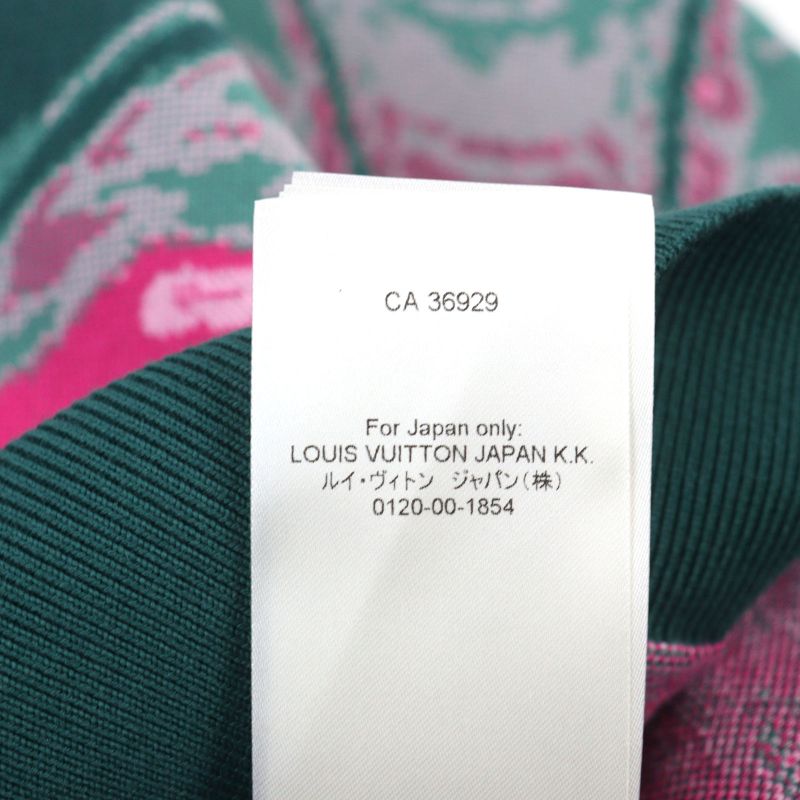 CA 36929
For Japan only:
LOUIS VUITTON JAPAN K.K.
ルイ・ヴィトン　ジャパン(株)
0120-00-1854